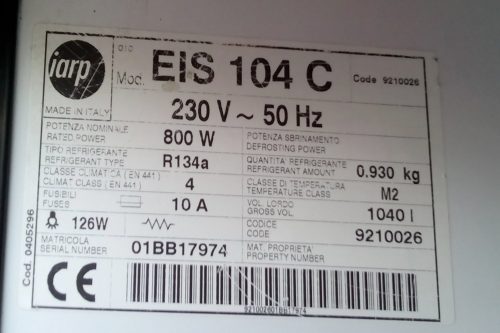 iarp
MADE IN ITALY
Mod. EIS 104 C Code 9210026
230 V ~ 50 Hz
POTENZA NOMINALE
RATED POWER 800 W
POTENZA SBRINAMENTO
DEFROSTING POWER
TIPO REFRIGERANTE
REFRIGERANT TYPE R134a
QUANTITÀ REFRIGERANTE
REFRIGERANT AMOUNT 0.930 kg
CLASSE CLIMATICA (EN 441)
CLIMAT CLASS (EN 441) 4
CLASSE DI TEMPERATURA
TEMPERATURE CLASS M2
FUSIBILI
FUSES 10 A
VOL. LORDO
GROSS VOL. 1040 l
126W
CODICE
CODE 9210026
MATRICOLA
SERIAL NUMBER 01BB17974
MAT. PROPRIETA'
PROPERTY NUMBER
CE
921002601BB17974
Cod. 0405296